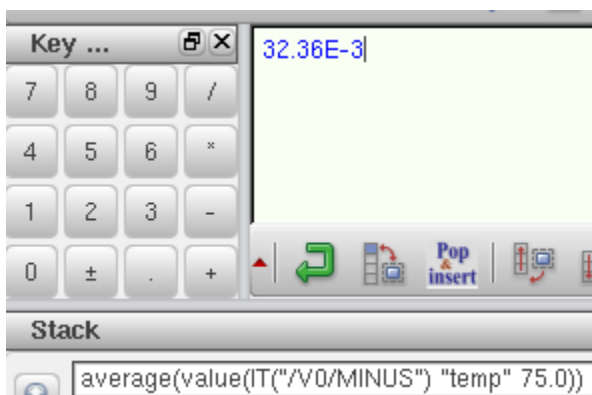 Key ...
32.36E-3
7 8 9 /
4 5 6 *
1 2 3 -
0 ± . +
Pop
&
insert
Stack
average(value(IT("/V0/MINUS") "temp" 75.0))